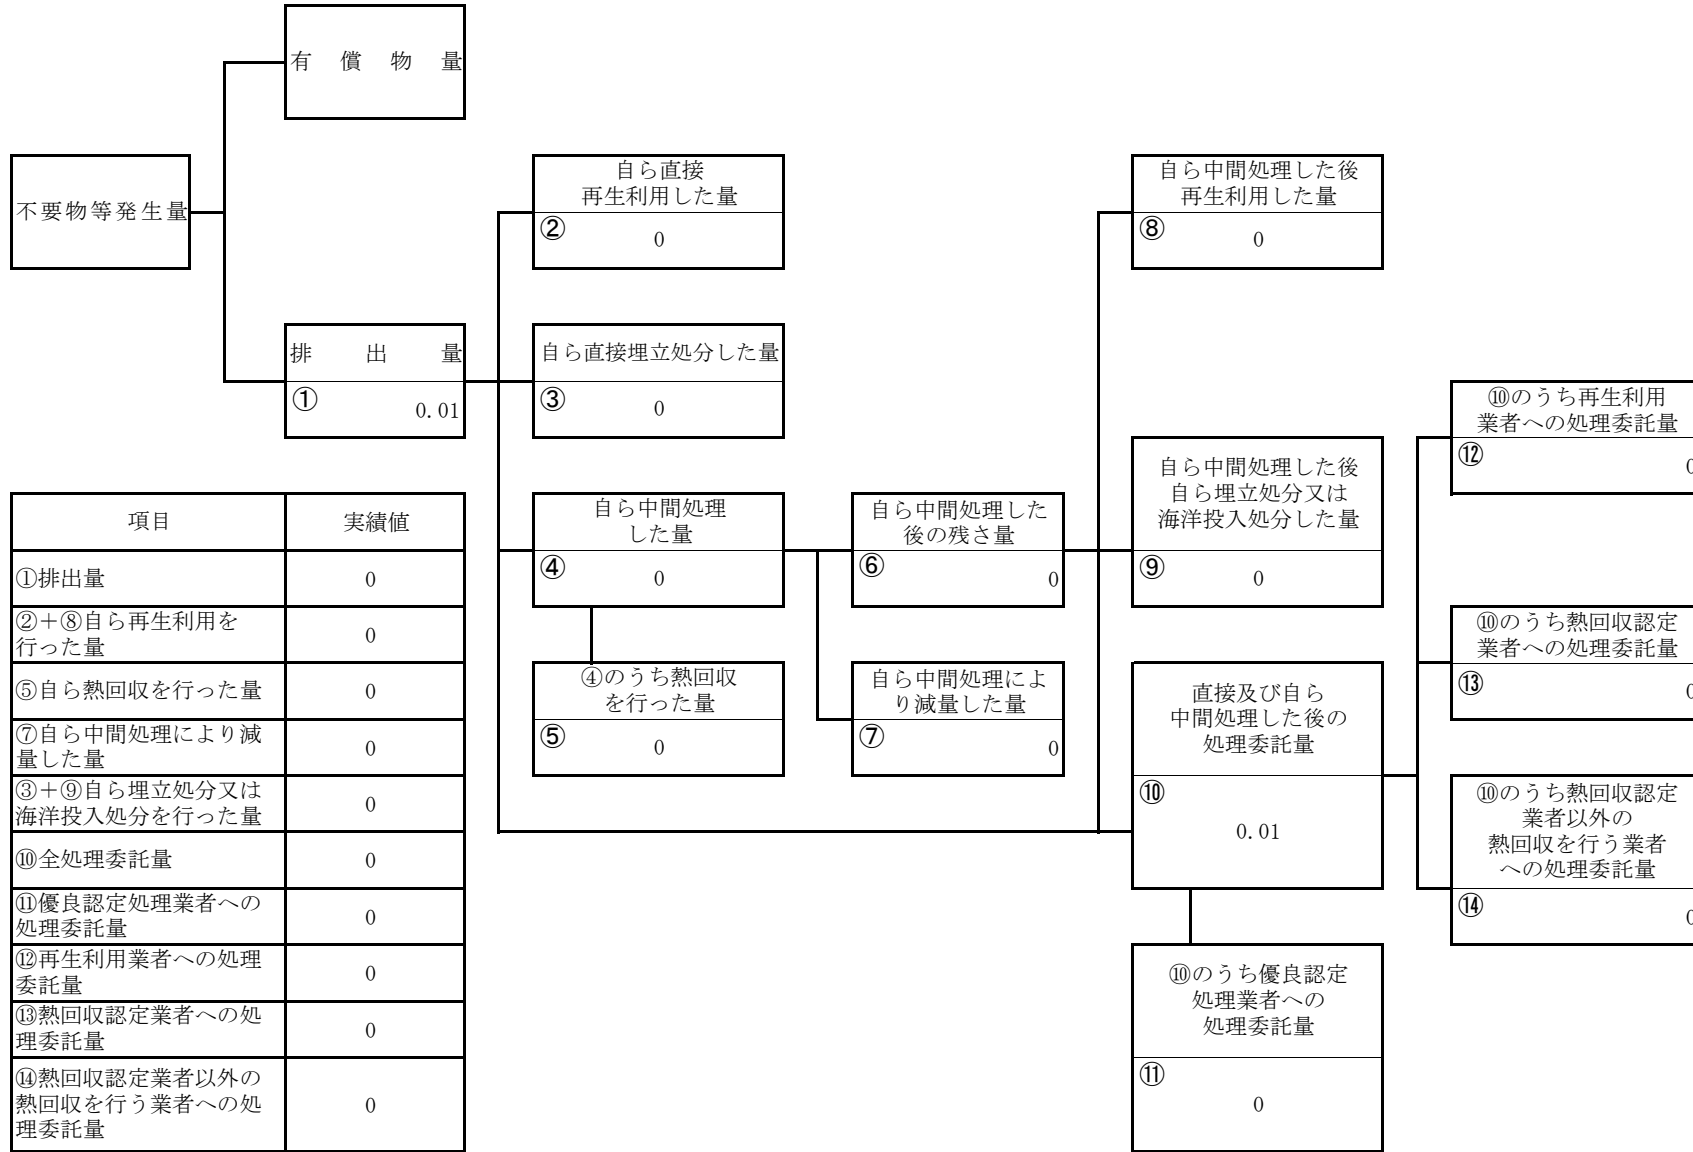 有償物量
不要物等発生量
自ら直接
再生利用した量
②
0
自ら中間処理した後
再生利用した量
⑧
0
排出量
①
0.01
自ら直接埋立処分した量
③
0
⑩のうち再生利用
業者への処理委託量
⑫
0
自ら中間処理
した量
④
0
自ら中間処理した
後の残さ量
⑥
0
自ら中間処理した後
自ら埋立処分又は
海洋投入処分した量
⑨
0
⑩のうち熱回収認定
業者への処理委託量
⑬
0
④のうち熱回収
を行った量
⑤
0
自ら中間処理によ
り減量した量
⑦
0
直接及び自ら
中間処理した後の
処理委託量
⑩
0.01
⑩のうち熱回収認定
業者以外の
熱回収を行う業者
への処理委託量
⑭
0
⑩のうち優良認定
処理業者への
処理委託量
⑪
0
項目 実績値
①排出量 0
②+⑧自ら再生利用を
行った量 0
⑤自ら熱回収を行った量 0
⑦自ら中間処理により減
量した量 0
③+⑨自ら埋立処分又は
海洋投入処分を行った量 0
⑩全処理委託量 0
⑪優良認定処理業者への
処理委託量 0
⑫再生利用業者への処理
委託量 0
⑬熱回収認定業者への処
理委託量 0
⑭熱回収認定業者以外の
熱回収を行う業者への処
理委託量 0